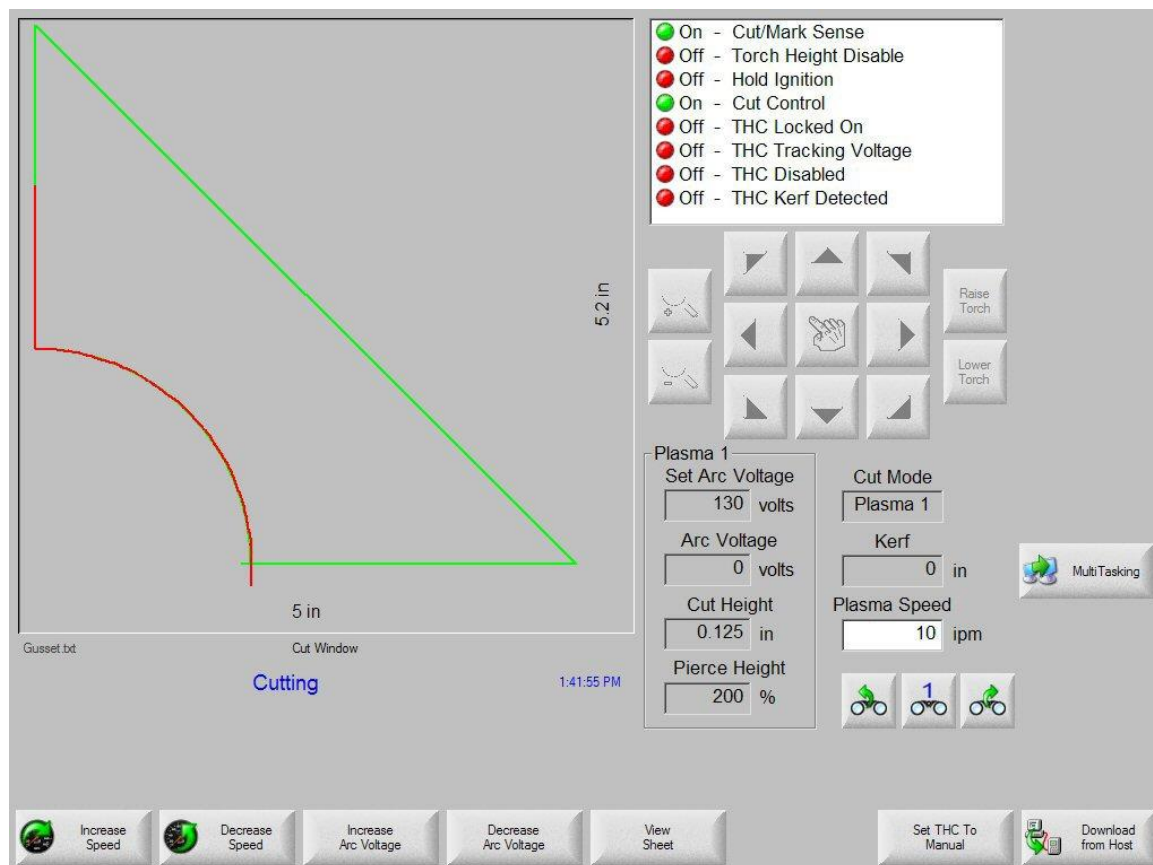 On - Cut/Mark Sense
Off - Torch Height Disable
Off - Hold Ignition
On - Cut Control
Off - THC Locked On
Off - THC Tracking Voltage
Off - THC Disabled
Off - THC Kerf Detected
5.2 in
5 in
Gusset.txt
Cut Window
Cutting
1:41:55 PM
Raise
Torch
Lower
Torch
Plasma 1
Set Arc Voltage
130 volts
Arc Voltage
0 volts
Cut Height
0.125 in
Pierce Height
200 %
Cut Mode
Plasma 1
Kerf
0 in
Plasma Speed
10 ipm
1
MultiTasking
Increase
Speed
Decrease
Speed
Increase
Arc Voltage
Decrease
Arc Voltage
View
Sheet
Set THC To
Manual
Download
from Host